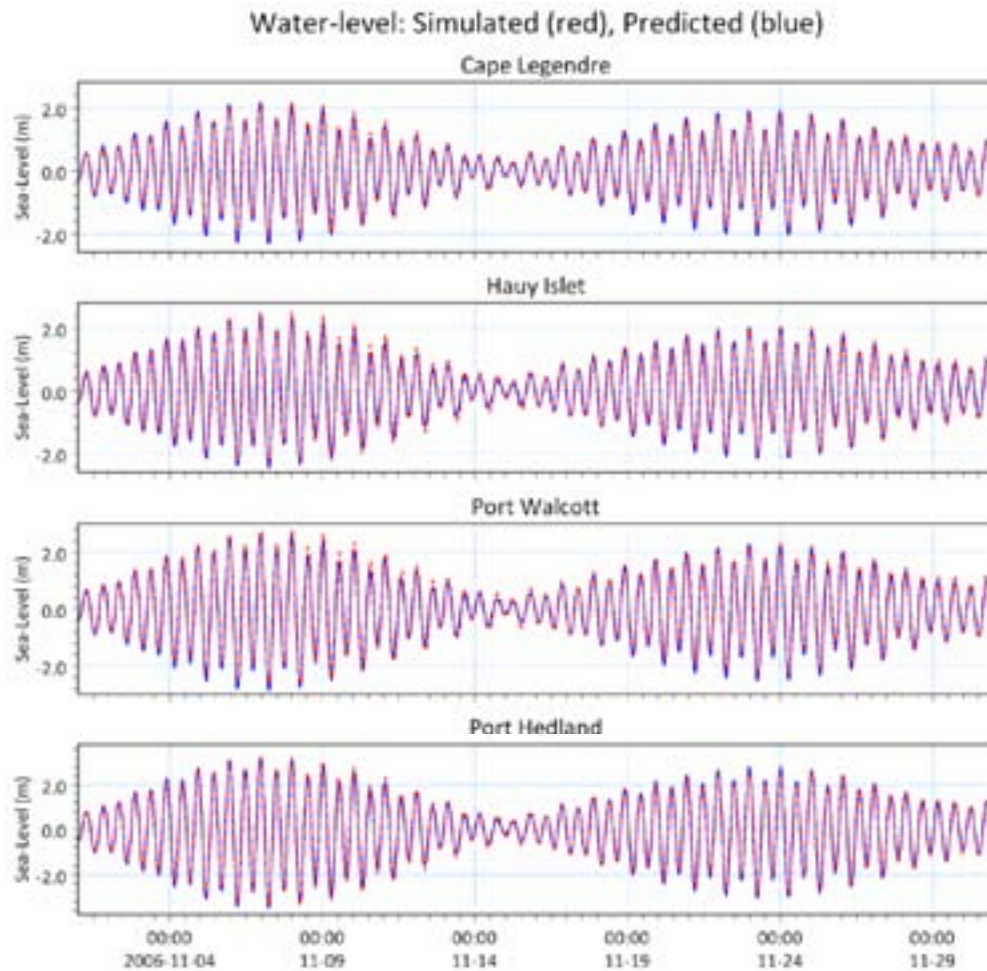 Water-level: Simulated (red), Predicted (blue)
Cape Legendre
Sea-Level (m)
2.0
0.0
-2.0
Hauy Islet
Sea-Level (m)
2.0
0.0
-2.0
Port Walcott
Sea-Level (m)
2.0
0.0
-2.0
Port Hedland
Sea-Level (m)
2.0
0.0
-2.0
00:00 00:00 00:00 00:00 00:00 00:00
2006-11-04 11-09 11-14 11-19 11-24 11-29